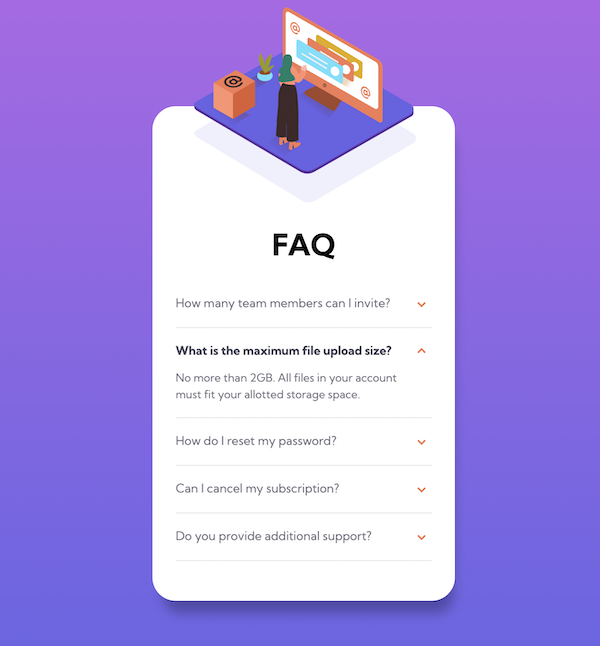 @
@
@
FAQ
How many team members can I invite?
What is the maximum file upload size?
No more than 2GB. All files in your account
must fit your allotted storage space.
How do I reset my password?
Can I cancel my subscription?
Do you provide additional support?